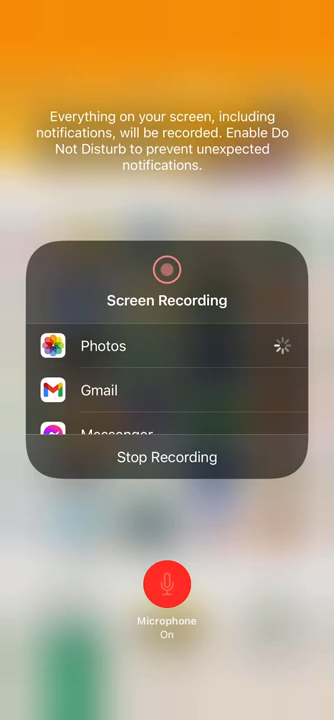 Everything on your screen, including
notifications, will be recorded. Enable Do
Not Disturb to prevent unexpected
notifications.
Screen Recording
Photos
Gmail
Messenger
Stop Recording
Microphone
On